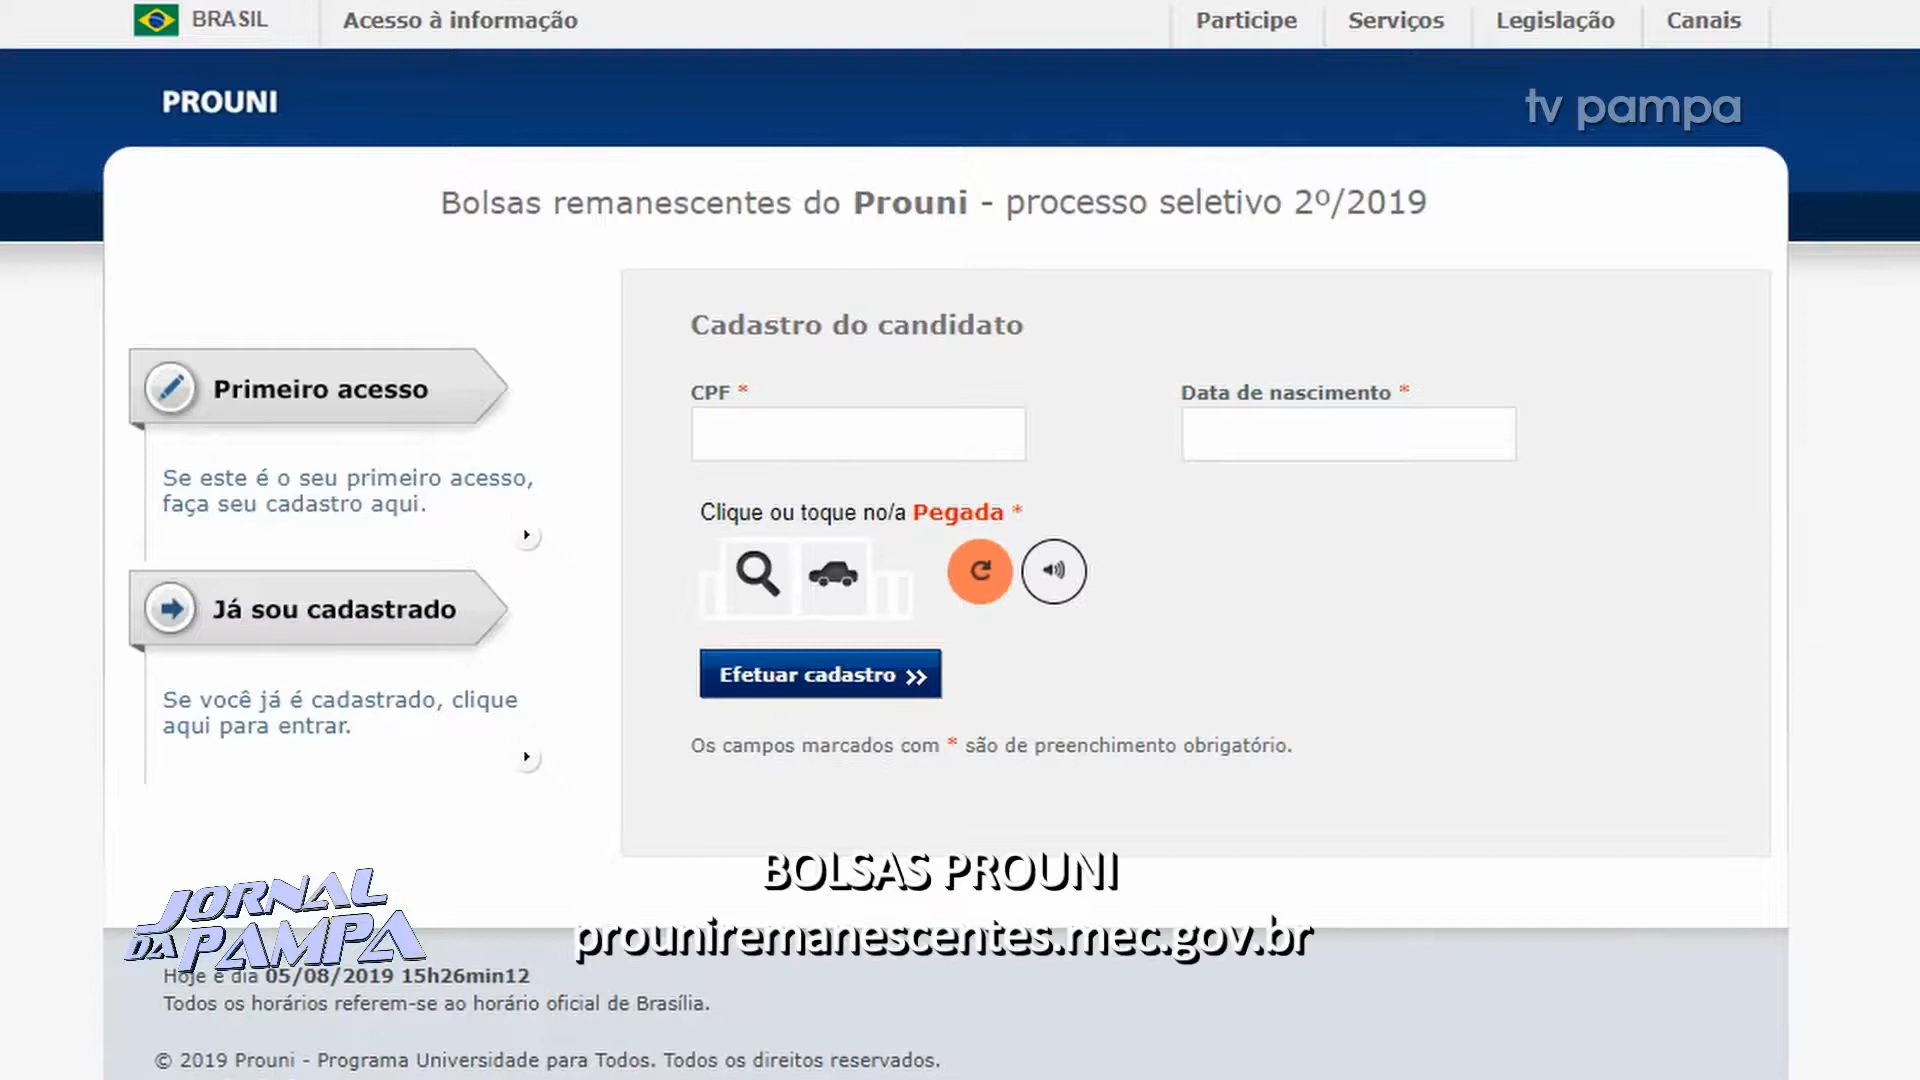 BRASIL
Acesso à informação
Participe
Serviços
Legislação
Canais
PROUNI
tv pampa
Bolsas remanescentes do Prouni - processo seletivo 2º/2019
Primeiro acesso
Se este é o seu primeiro acesso,
faça seu cadastro aqui.
Já sou cadastrado
Se você já é cadastrado, clique
aqui para entrar.
Cadastro do candidato
CPF *
Data de nascimento *
Clique ou toque no/a Pegada *
Efetuar cadastro
Os campos marcados com * são de preenchimento obrigatório.
BOLSAS PROUNI
prouniremanescentes.mec.gov.br
JORNAL
DA PAMPA
Hoje é dia 05/08/2019 15h26min12
Todos os horários referem-se ao horário oficial de Brasília.
© 2019 Prouni - Programa Universidade para Todos. Todos os direitos reservados.